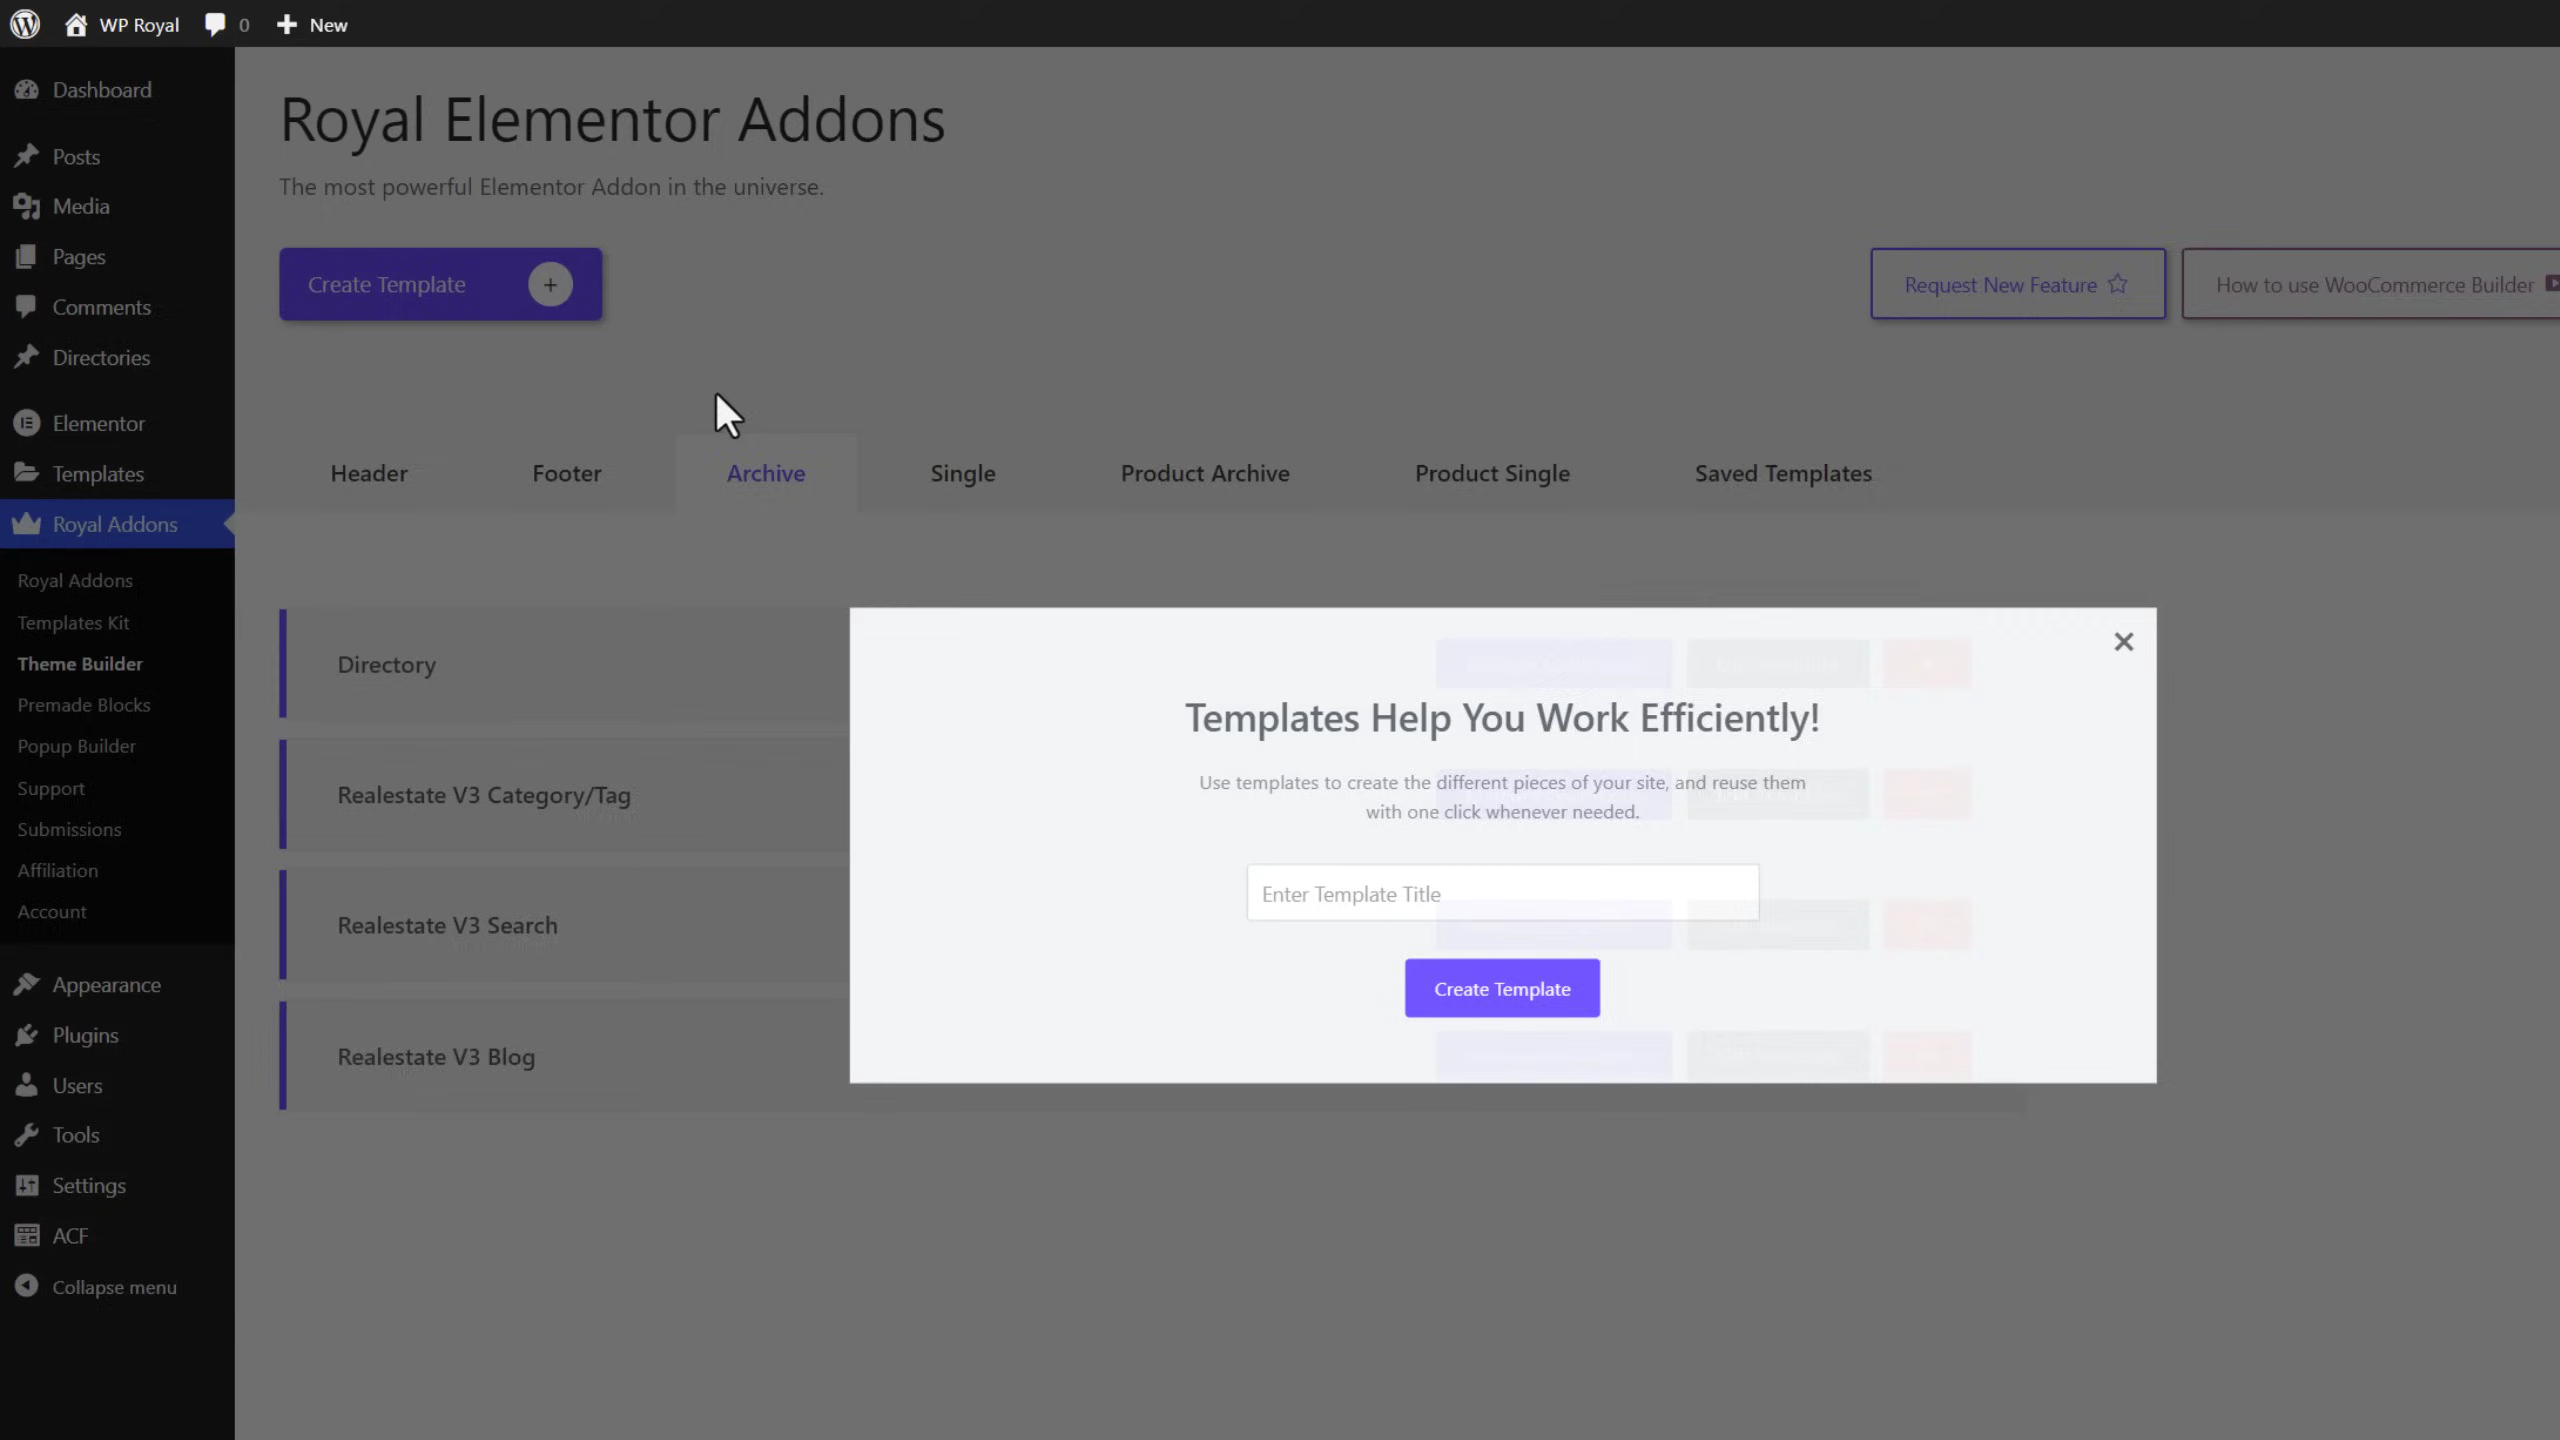 WP Royal
0
New
Dashboard
Posts
Media
Pages
Comments
Directories
Elementor
Templates
Royal Addons
Royal Addons
Templates Kit
Theme Builder
Premade Blocks
Popup Builder
Support
Submissions
Affiliation
Account
Appearance
Plugins
Users
Tools
Settings
ACF
Collapse menu
Royal Elementor Addons
The most powerful Elementor Addon in the universe.
Create Template +
Request New Feature
How to use WooCommerce Builder
Header
Footer
Archive
Single
Product Archive
Product Single
Saved Templates
Directory
Realestate V3 Category/Tag
Realestate V3 Search
Realestate V3 Blog
Templates Help You Work Efficiently!
Use templates to create the different pieces of your site, and reuse them
with one click whenever needed.
Enter Template Title
Create Template